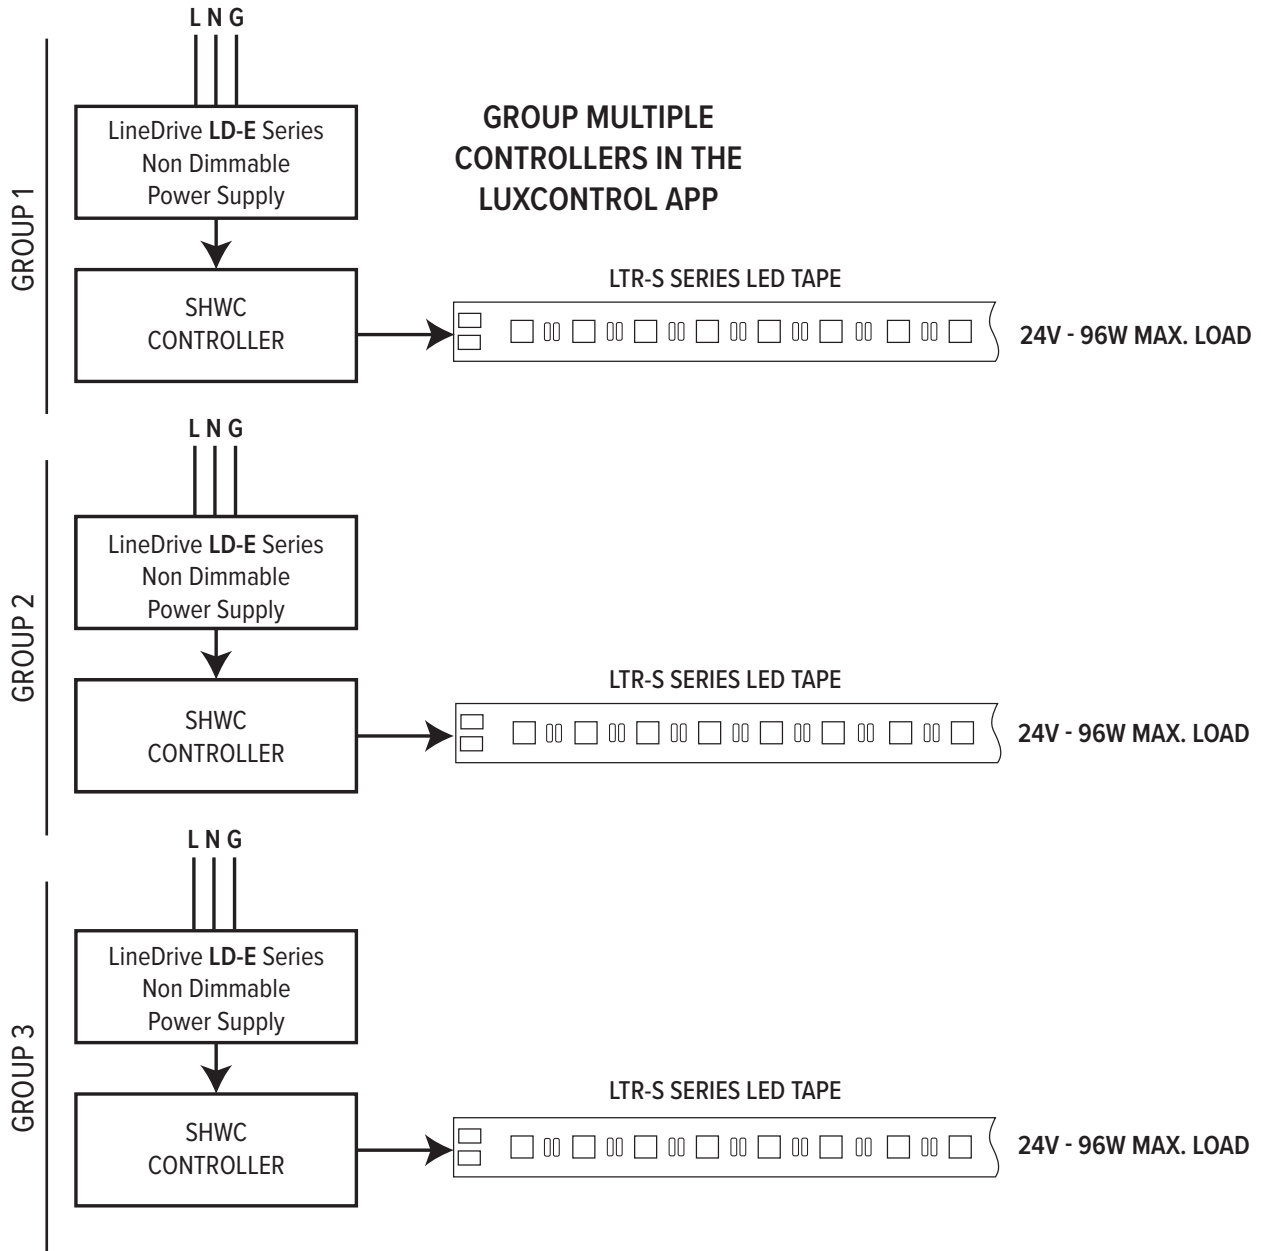 L N G
LineDrive LD-E Series
Non Dimmable
Power Supply
GROUP MULTIPLE
CONTROLLERS IN THE
LUXCONTROL APP
GROUP 1
SHWC
CONTROLLER
LTR-S SERIES LED TAPE
24V - 96W MAX. LOAD
L N G
LineDrive LD-E Series
Non Dimmable
Power Supply
GROUP 2
SHWC
CONTROLLER
LTR-S SERIES LED TAPE
24V - 96W MAX. LOAD
L N G
LineDrive LD-E Series
Non Dimmable
Power Supply
GROUP 3
SHWC
CONTROLLER
LTR-S SERIES LED TAPE
24V - 96W MAX. LOAD